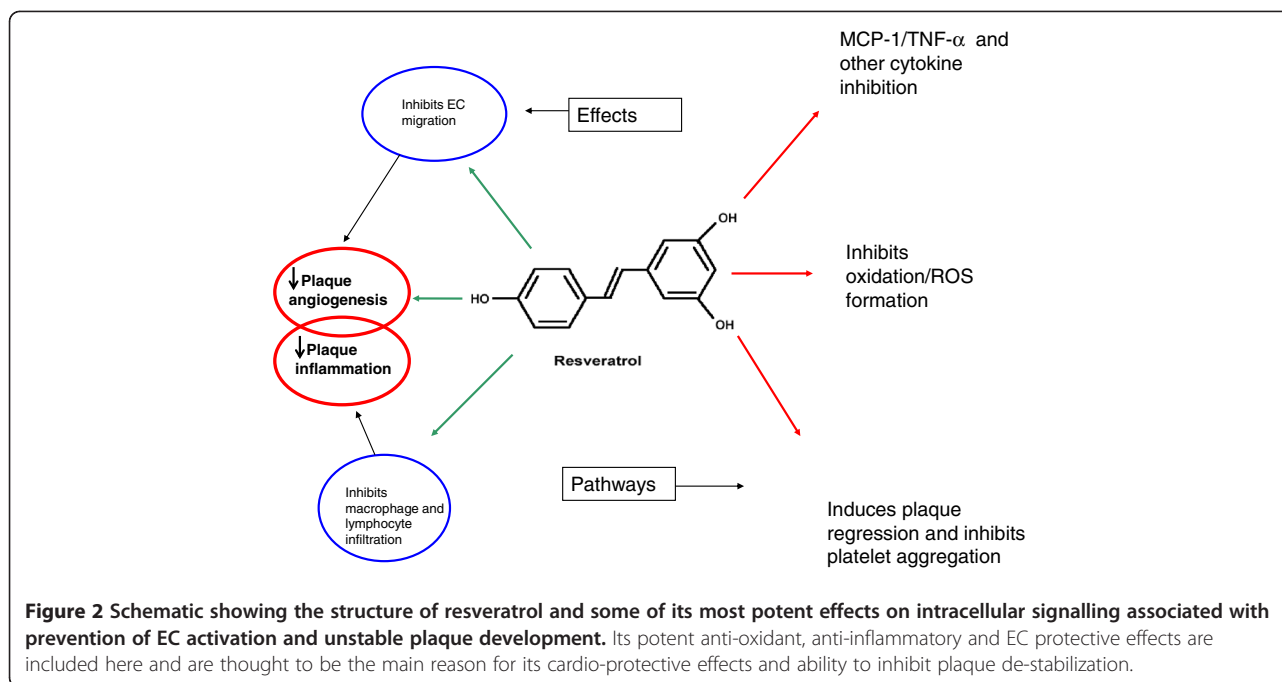 MCP-1/TNF-α and
other cytokine
inhibition
Inhibits EC
migration
Effects
OH
↓Plaque
angiogenesis
HO
Inhibits
oxidation/ROS
formation
OH
↓Plaque
inflammation
Resveratrol
Inhibits
macrophage and
lymphocyte
infiltration
Pathways
Induces plaque
regression and inhibits
platelet aggregation
Figure 2 Schematic showing the structure of resveratrol and some of its most potent effects on intracellular signalling associated with
prevention of EC activation and unstable plaque development. Its potent anti-oxidant, anti-inflammatory and EC protective effects are
included here and are thought to be the main reason for its cardio-protective effects and ability to inhibit plaque de-stabilization.